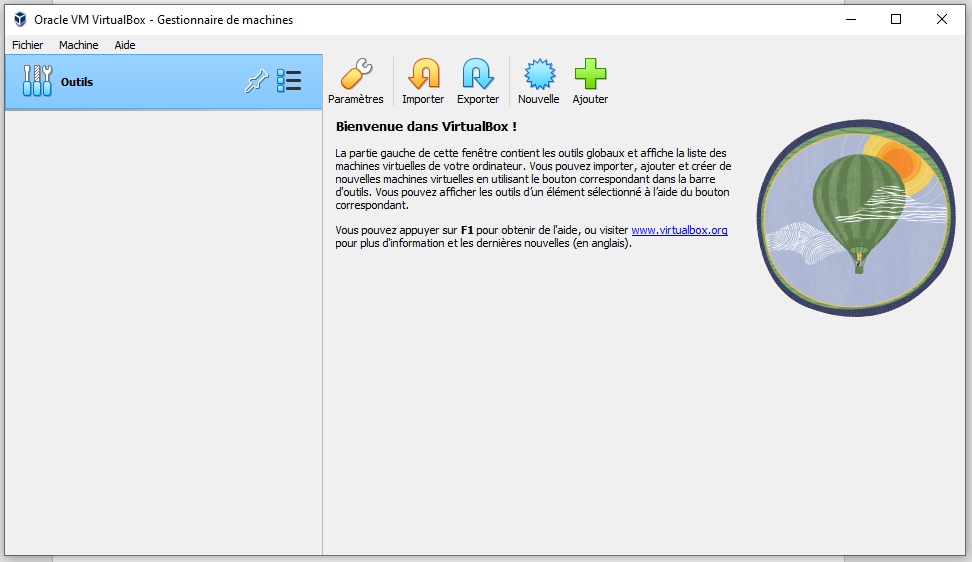 Oracle VM VirtualBox - Gestionnaire de machines
Fichier Machine Aide
Outils
Paramètres Importer Exporter Nouvelle Ajouter
Bienvenue dans VirtualBox !
La partie gauche de cette fenêtre contient les outils globaux et affiche la liste des
machines virtuelles de votre ordinateur. Vous pouvez importer, ajouter et créer de
nouvelles machines virtuelles en utilisant le bouton correspondant dans la barre
d'outils. Vous pouvez afficher les outils d’un élément sélectionné à l’aide du bouton
correspondant.
Vous pouvez appuyer sur F1 pour obtenir de l'aide, ou visiter www.virtualbox.org
pour plus d'information et les dernières nouvelles (en anglais).